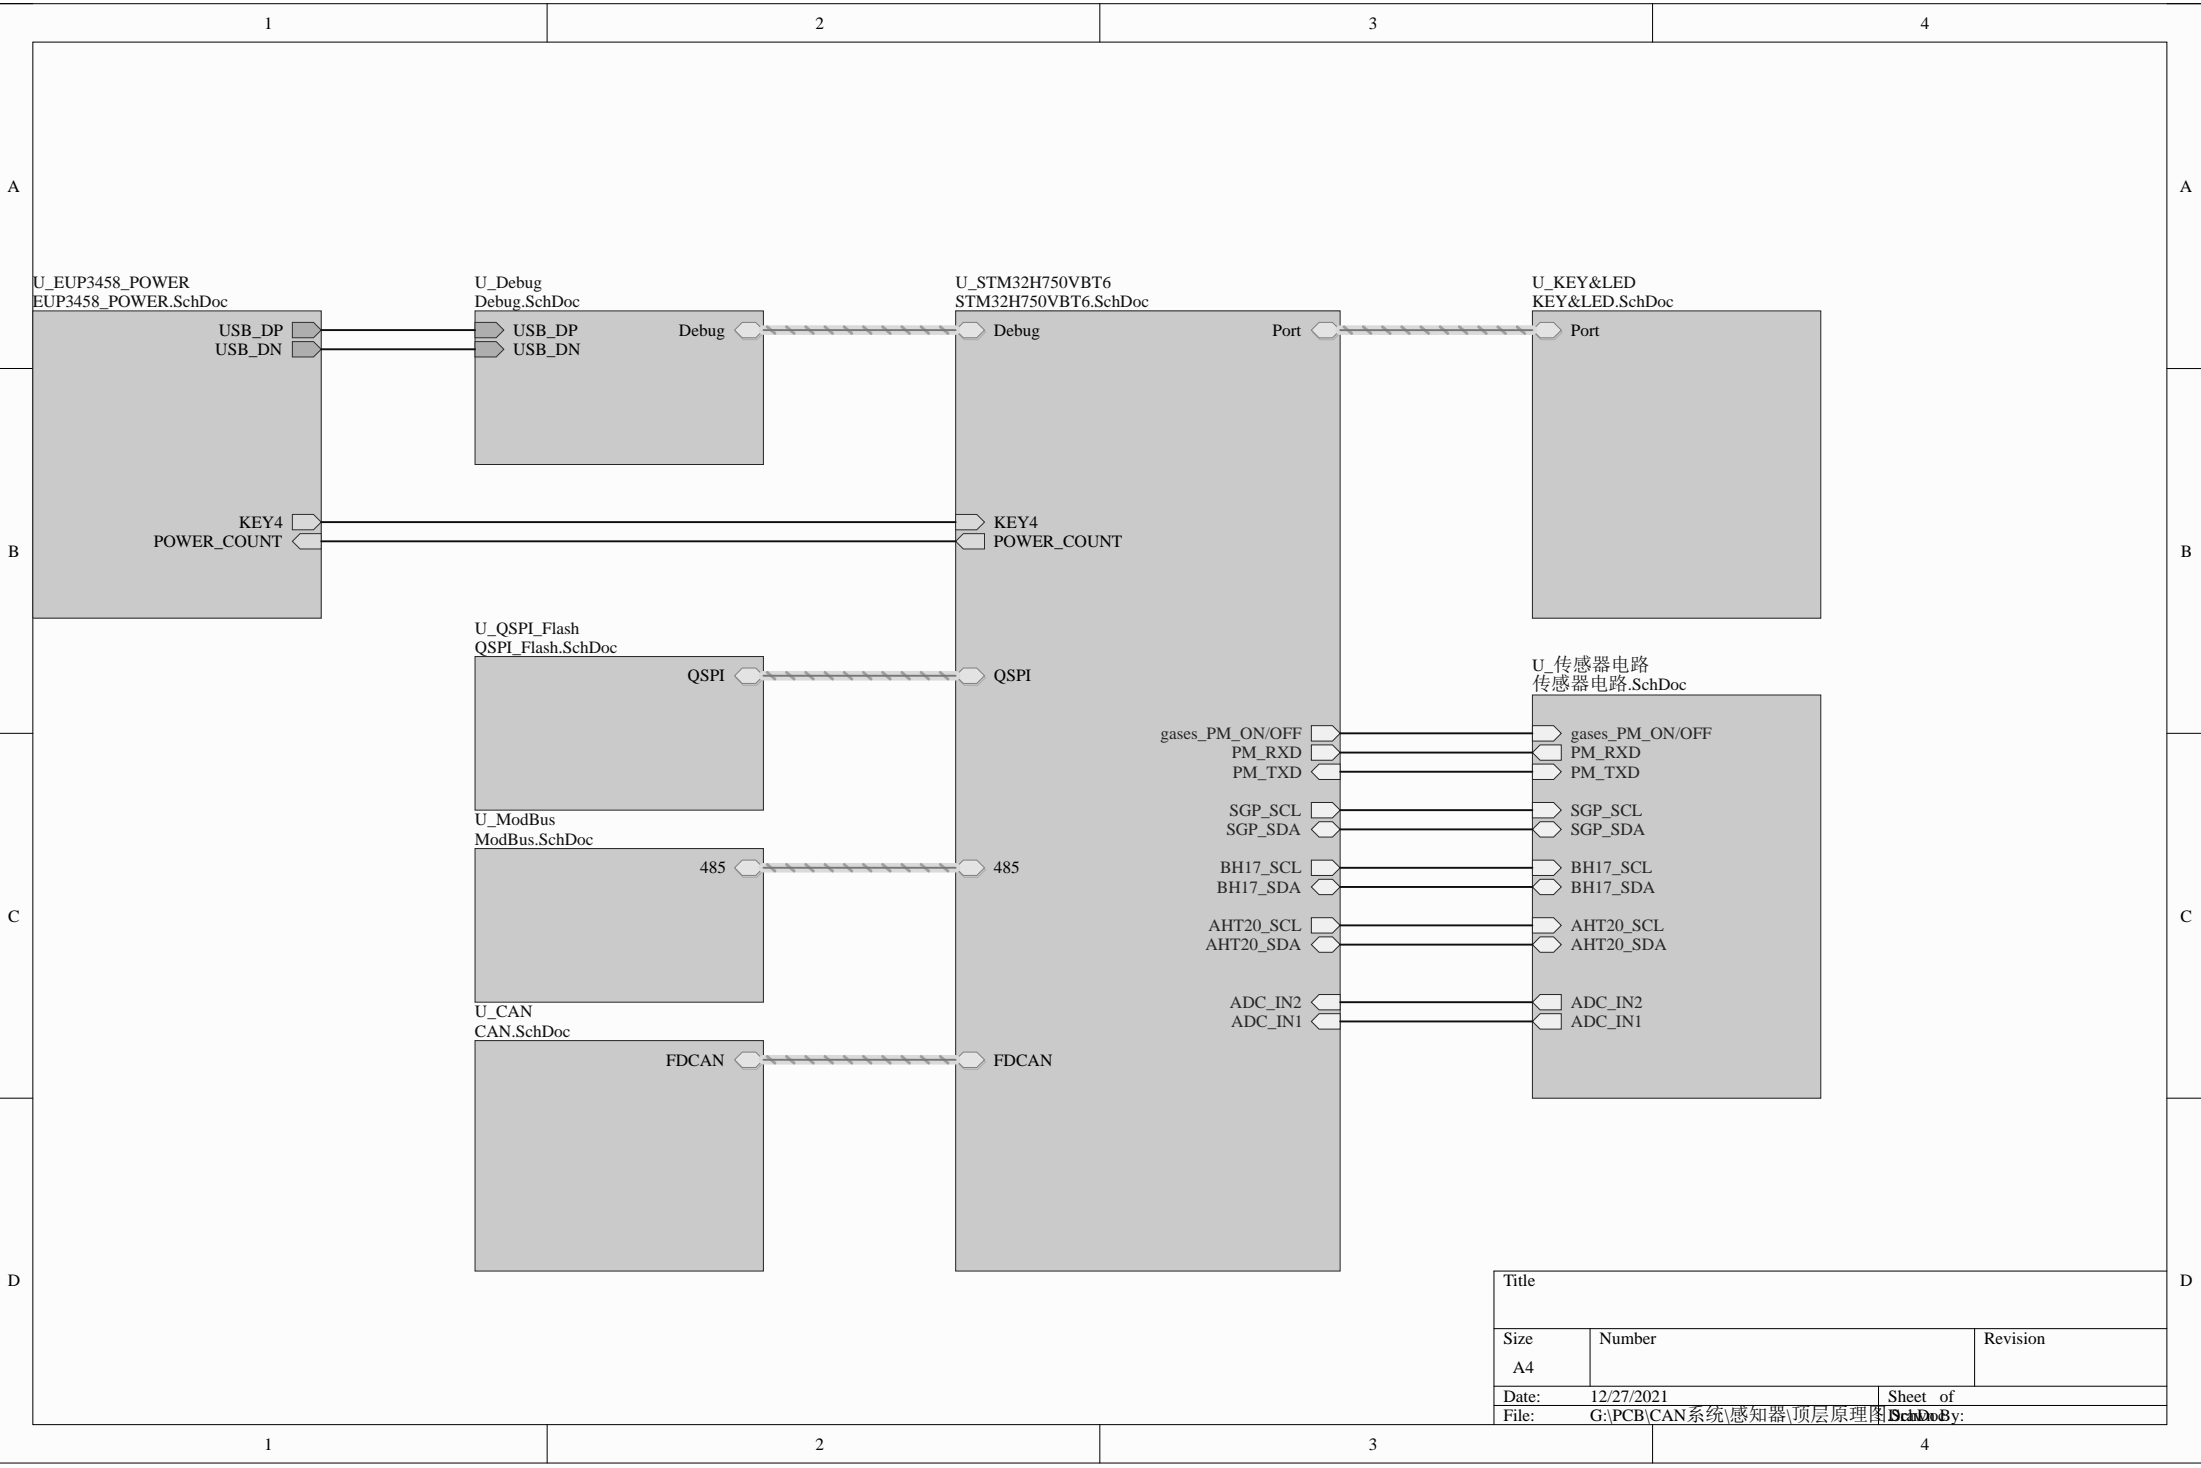 1 2 3 4
A A
U_EUP3458_POWER
EUP3458_POWER.SchDoc
USB_DP
USB_DN
KEY4
POWER_COUNT
U_Debug
Debug.SchDoc
USB_DP Debug
USB_DN
U_STM32H750VBT6
STM32H750VBT6.SchDoc
Debug Port
KEY4
POWER_COUNT
QSPI
gases_PM_ON/OFF
PM_RXD
PM_TXD
SGP_SCL
SGP_SDA
485 BH17_SCL
BH17_SDA
AHT20_SCL
AHT20_SDA
ADC_IN2
ADC_IN1
FDCAN
U_KEY&LED
KEY&LED.SchDoc
Port
B B
U_QSPI_Flash
QSPI_Flash.SchDoc
QSPI
U_ModBus
ModBus.SchDoc
485
U_CAN
CAN.SchDoc
FDCAN
U_传感器电路
传感器电路.SchDoc
gases_PM_ON/OFF
PM_RXD
PM_TXD
SGP_SCL
SGP_SDA
BH17_SCL
BH17_SDA
AHT20_SCL
AHT20_SDA
ADC_IN2
ADC_IN1
C C
D D
Title
Size Number Revision
A4
Date: 12/27/2021 Sheet of
File: G:\PCB\CAN系统\感知器\顶层原理图.SchDoc Drawn By:
1 2 3 4